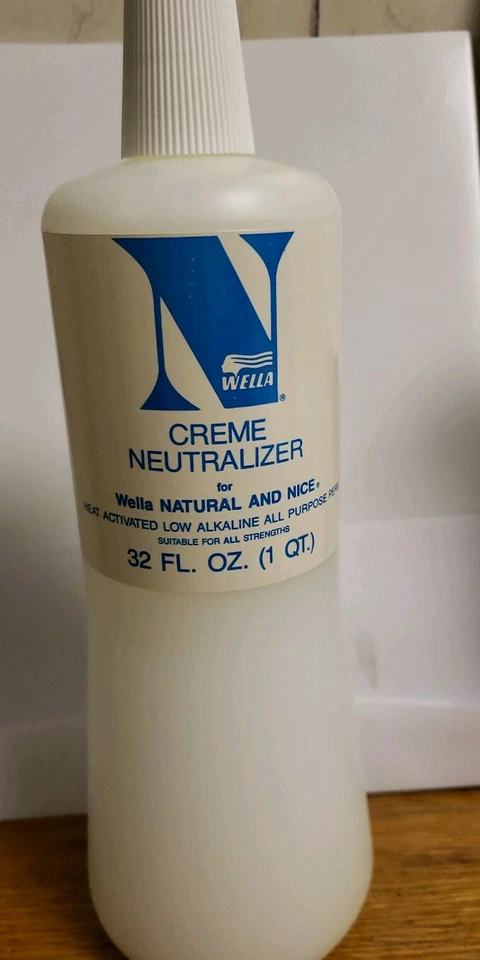 N
WELLA®
CREME
NEUTRALIZER
for
Wella NATURAL AND NICE®
HEAT ACTIVATED LOW ALKALINE ALL PURPOSE
SUITABLE FOR ALL STRENGTHS
32 FL. OZ. (1 QT.)